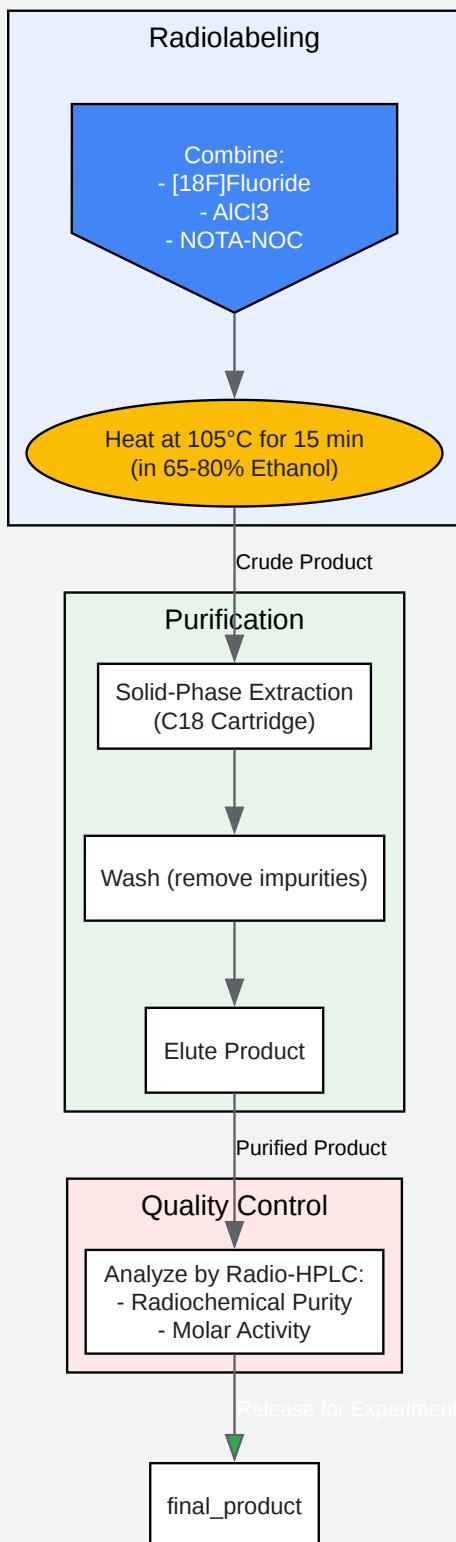 Radiolabeling
Combine:
- [18F]Fluoride
- AlCl3
- NOTA-NOC
Heat at 105°C for 15 min
(in 65-80% Ethanol)
Crude Product
Purification
Solid-Phase Extraction
(C18 Cartridge)
Wash (remove impurities)
Elute Product
Purified Product
Quality Control
Analyze by Radio-HPLC:
- Radiochemical Purity
- Molar Activity
Release for Experiment
final_product